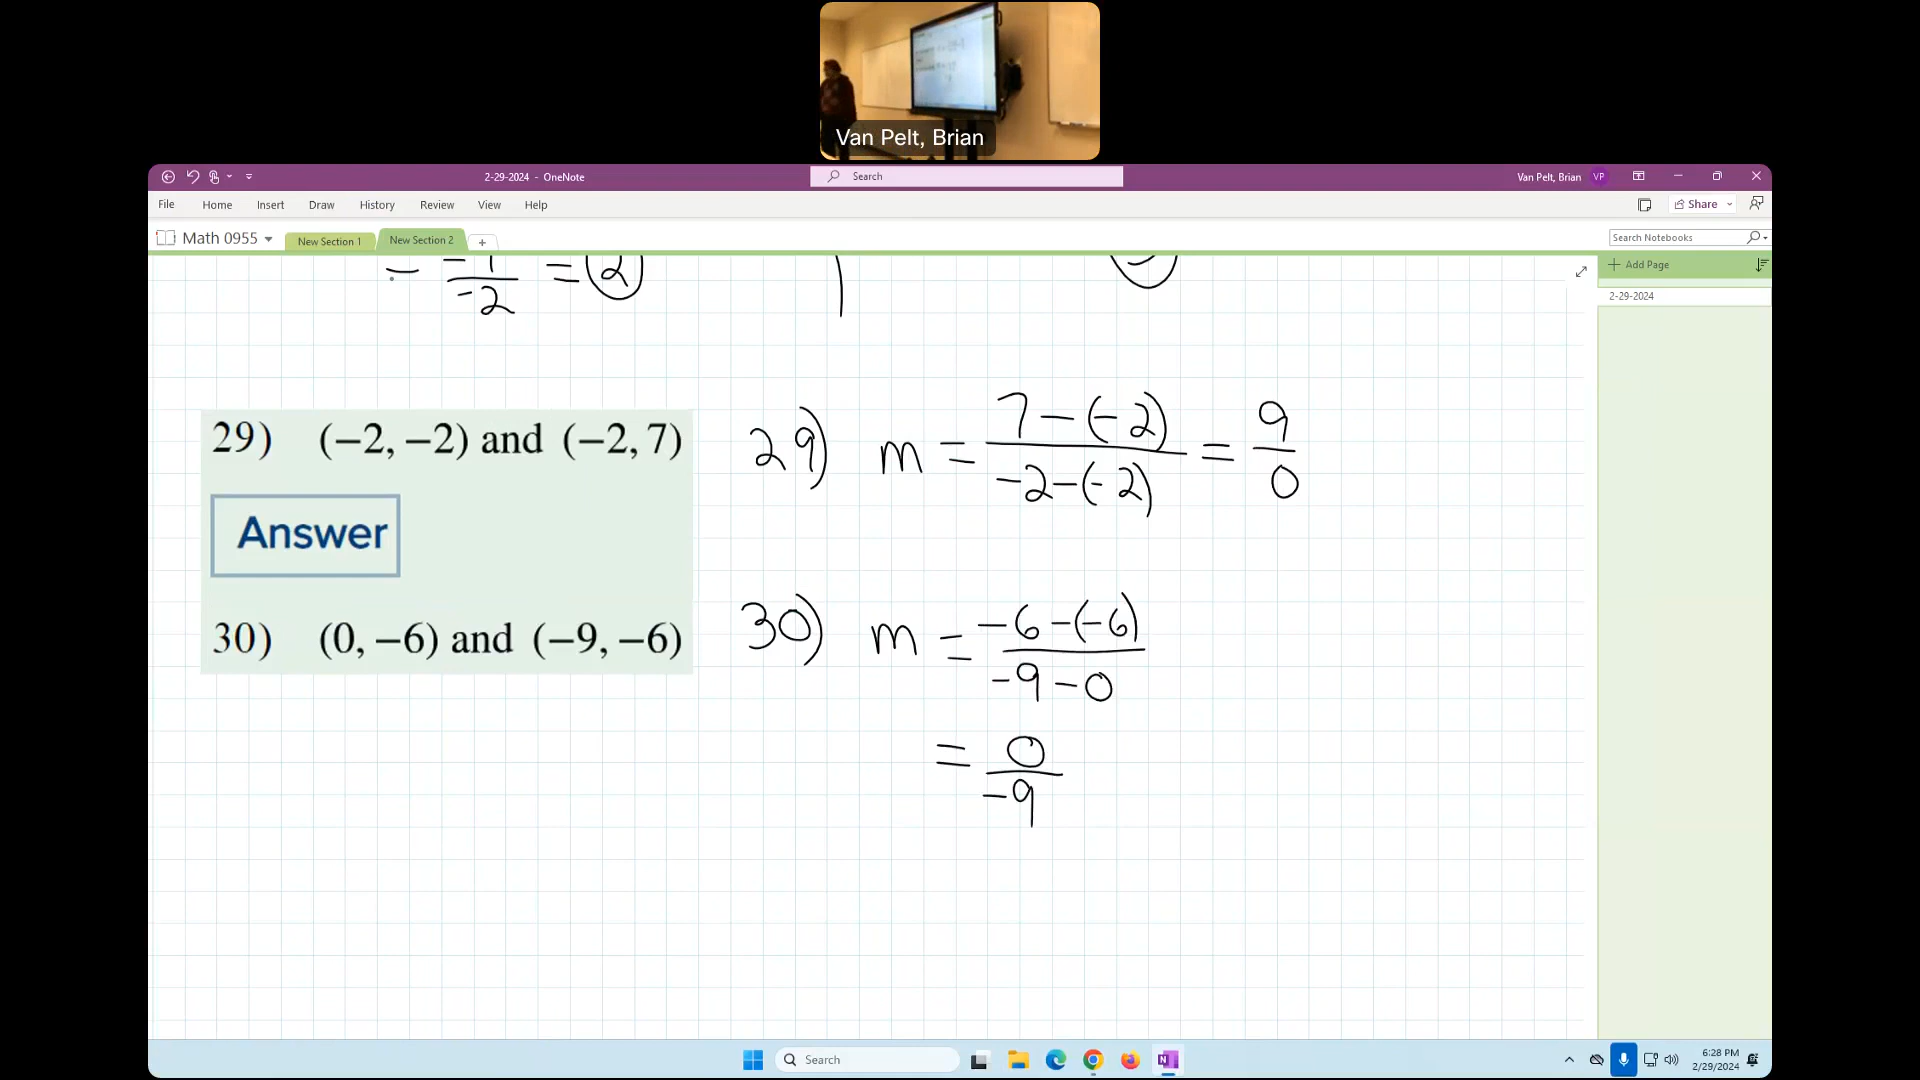 Van Pelt, Brian
2-29-2024 - OneNote
Search
Van Pelt, Brian VP
File Home Insert Draw History Review View Help
Share
Math 0955 New Section 1 New Section 2 +
Search Notebooks
+ Add Page
2-29-2024
-2 = 2
29) (−2, −2) and (−2, 7)
Answer
30) (0, −6) and (−9, −6)
29) m = 7-(-2) / -2-(-2) = 9/0
30) m = -6-(-6) / -9-0
= 0/-9
Search
6:28 PM
2/29/2024